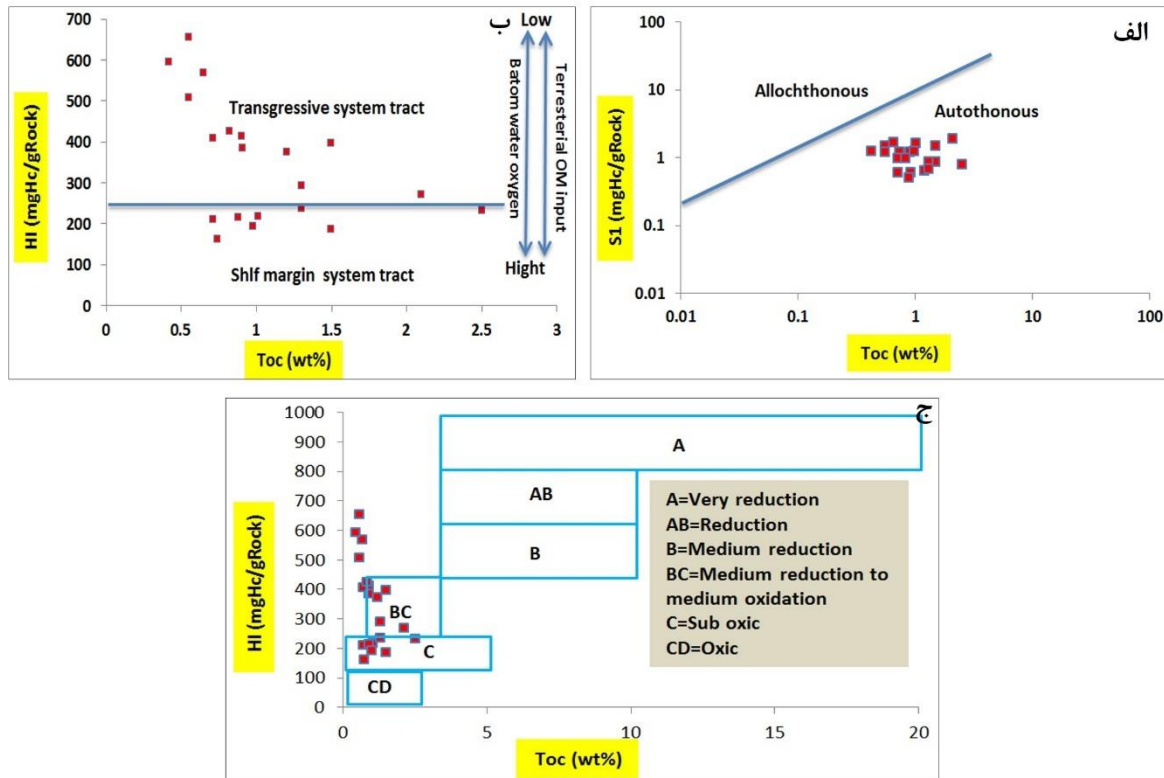 ب
700
600
500
400
300
200
100
0
HI (mgHc/gRock)
Transgressive system tract
Shlf margin system tract
Low
Batom water oxygen
Terresterial OM input
Hight
0 0.5 1 1.5 2 2.5 3
Toc (wt%)
الف
100
10
1
0.1
0.01
S1 (mgHc/gRock)
Allochthonous
Autothonous
0.01 0.1 1 10 100
Toc (wt%)
ج
1000
900
800
700
600
500
400
300
200
100
0
HI (mgHc/gRock)
A
AB
B
BC
C
CD
A=Very reduction
AB=Reduction
B=Medium reduction
BC=Medium reduction to
medium oxidation
C=Sub oxic
CD=Oxic
0 5 10 15 20
Toc (wt%)